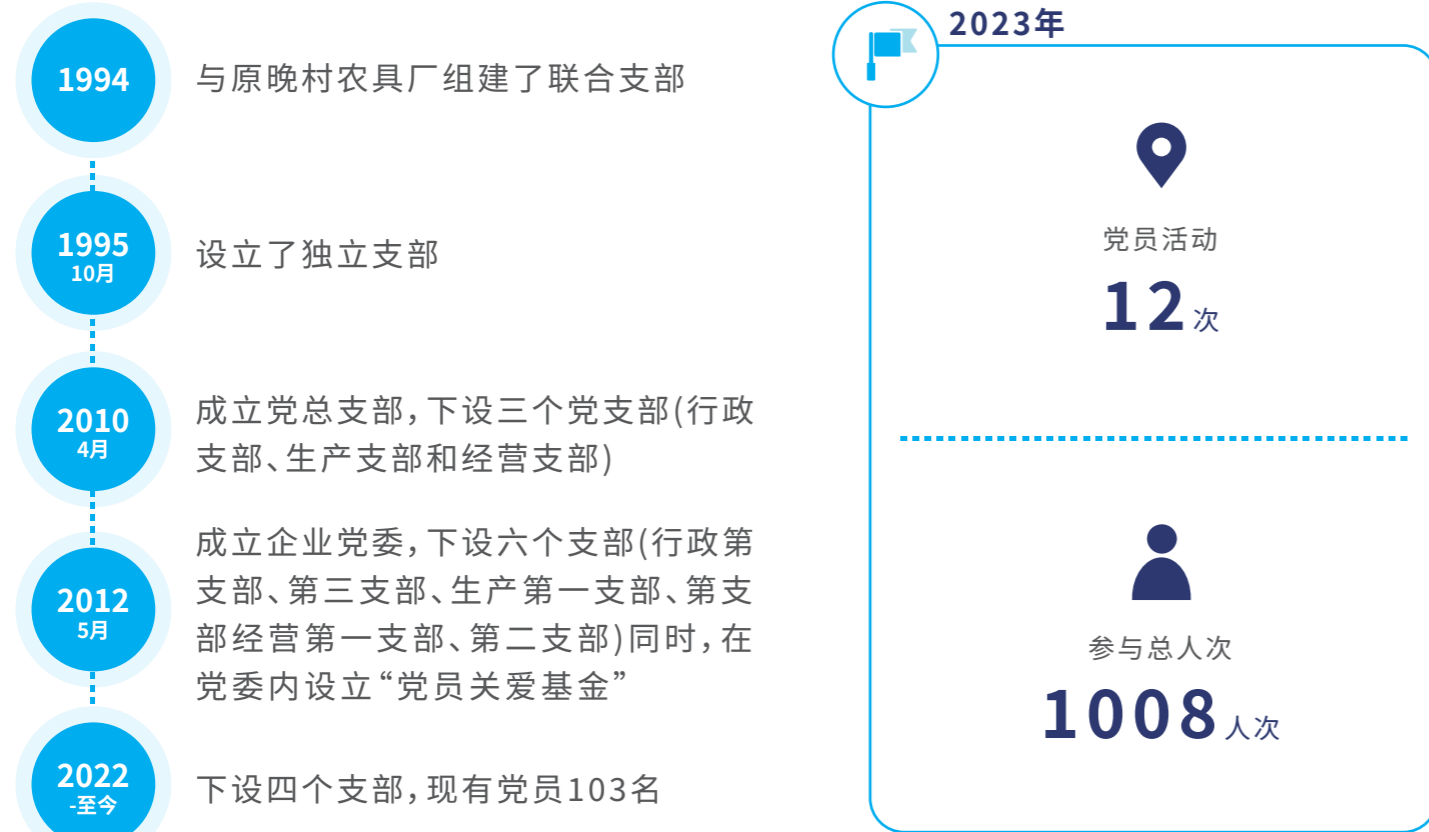 1994
与原晚村农具厂组建了联合支部
1995
10月
设立了独立支部
2010
4月
成立党总支部，下设三个党支部(行政
支部、生产支部和经营支部)
2012
5月
成立企业党委，下设六个支部(行政第
支部、第三支部、生产第一支部、第支
部经营第一支部、第二支部)同时，在
党委内设立“党员关爱基金”
2022
-至今
下设四个支部，现有党员103名
2023年
党员活动
12次
参与总人次
1008人次